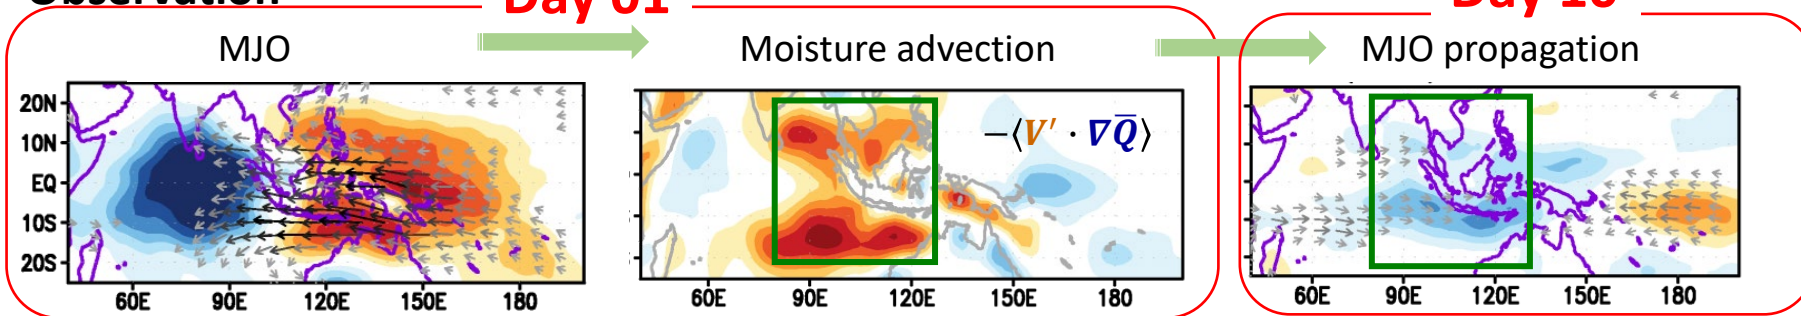 Observation
Day 01
Day 10
MJO
Moisture advection
MJO propagation
−⟨V′ · ∇Q̄⟩
20N
10N
EQ
10S
20S
60E 90E 120E 150E 180
60E 90E 120E 150E 180
60E 90E 120E 150E 180